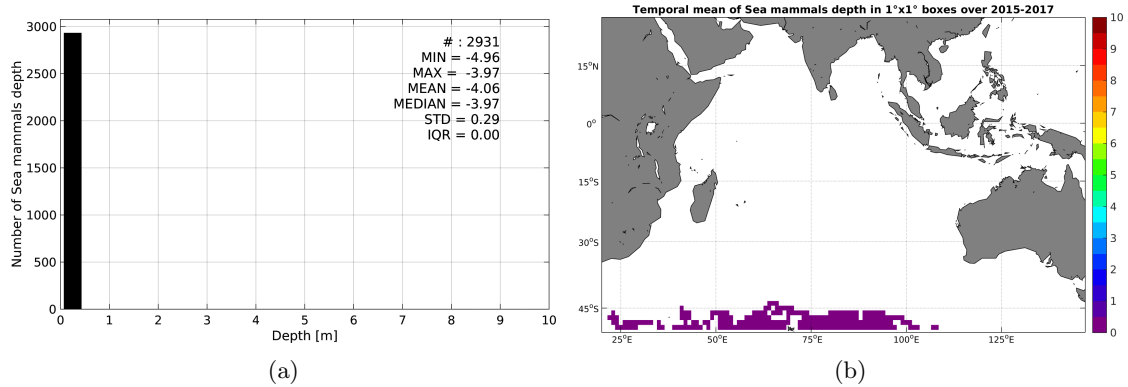 3000
2500
2000
1500
1000
500
0
Number of Sea mammals depth
# : 2931
MIN = -4.96
MAX = -3.97
MEAN = -4.06
MEDIAN = -3.97
STD = 0.29
IQR = 0.00
0 1 2 3 4 5 6 7 8 9 10
Depth [m]
(a)
Temporal mean of Sea mammals depth in 1°x1° boxes over 2015-2017
15°N
0°
15°S
30°S
45°S
25°E 50°E 75°E 100°E 125°E
10
9
8
7
6
5
4
3
2
1
0
(b)